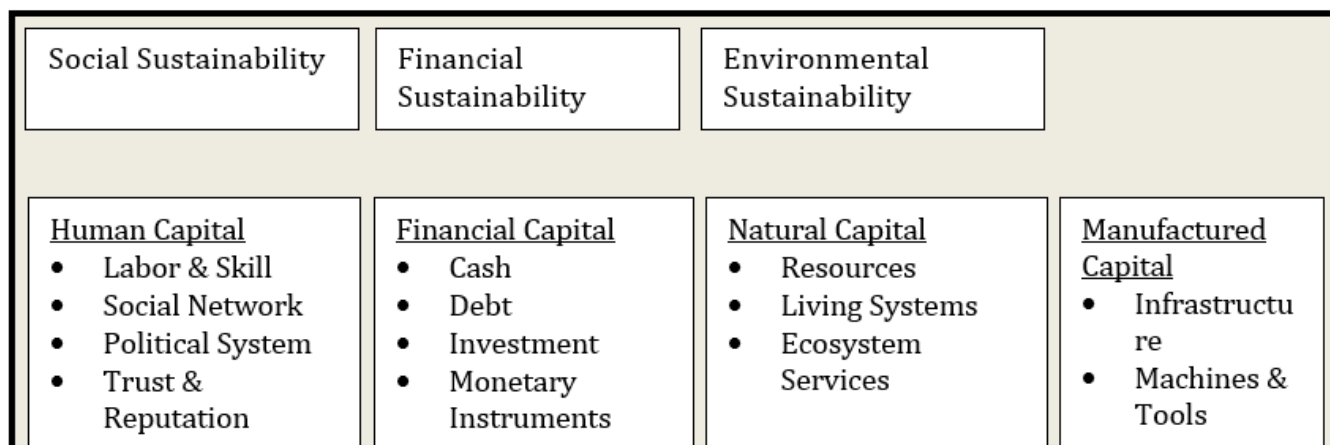 Social Sustainability
Financial
Sustainability
Environmental
Sustainability
Human Capital
• Labor & Skill
• Social Network
• Political System
• Trust &
Reputation
Financial Capital
• Cash
• Debt
• Investment
• Monetary
Instruments
Natural Capital
• Resources
• Living Systems
• Ecosystem
Services
Manufactured
Capital
• Infrastructu
re
• Machines &
Tools